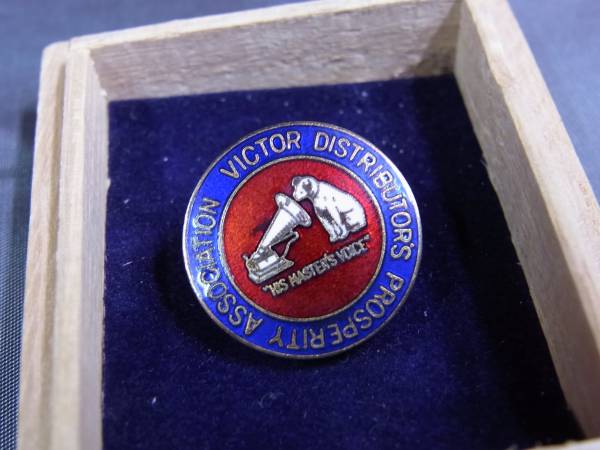 VICTOR DISTRIBUTOR'S PROSPERITY ASSOCIATION
"HIS MASTER'S VOICE"